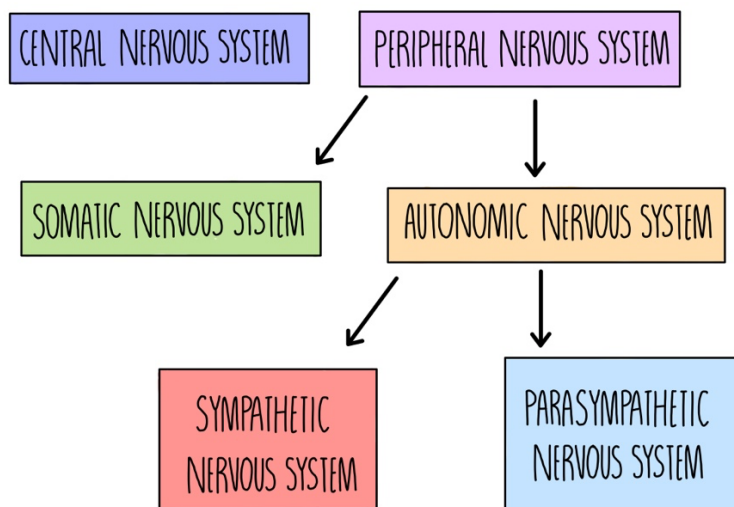 CENTRAL NERVOUS SYSTEM
PERIPHERAL NERVOUS SYSTEM
SOMATIC NERVOUS SYSTEM
AUTONOMIC NERVOUS SYSTEM
SYMPATHETIC
NERVOUS SYSTEM
PARASYMPATHETIC
NERVOUS SYSTEM